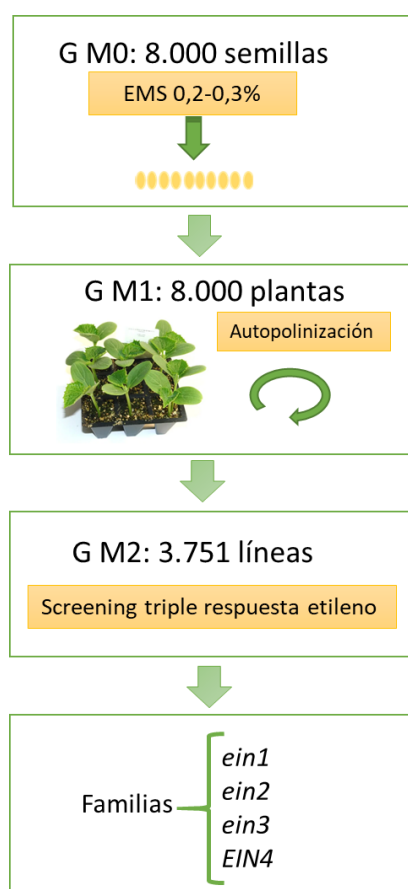 G M0: 8.000 semillas
EMS 0,2-0,3%
G M1: 8.000 plantas
Autopolinización
G M2: 3.751 líneas
Screening triple respuesta etileno
Familias
ein1
ein2
ein3
EIN4